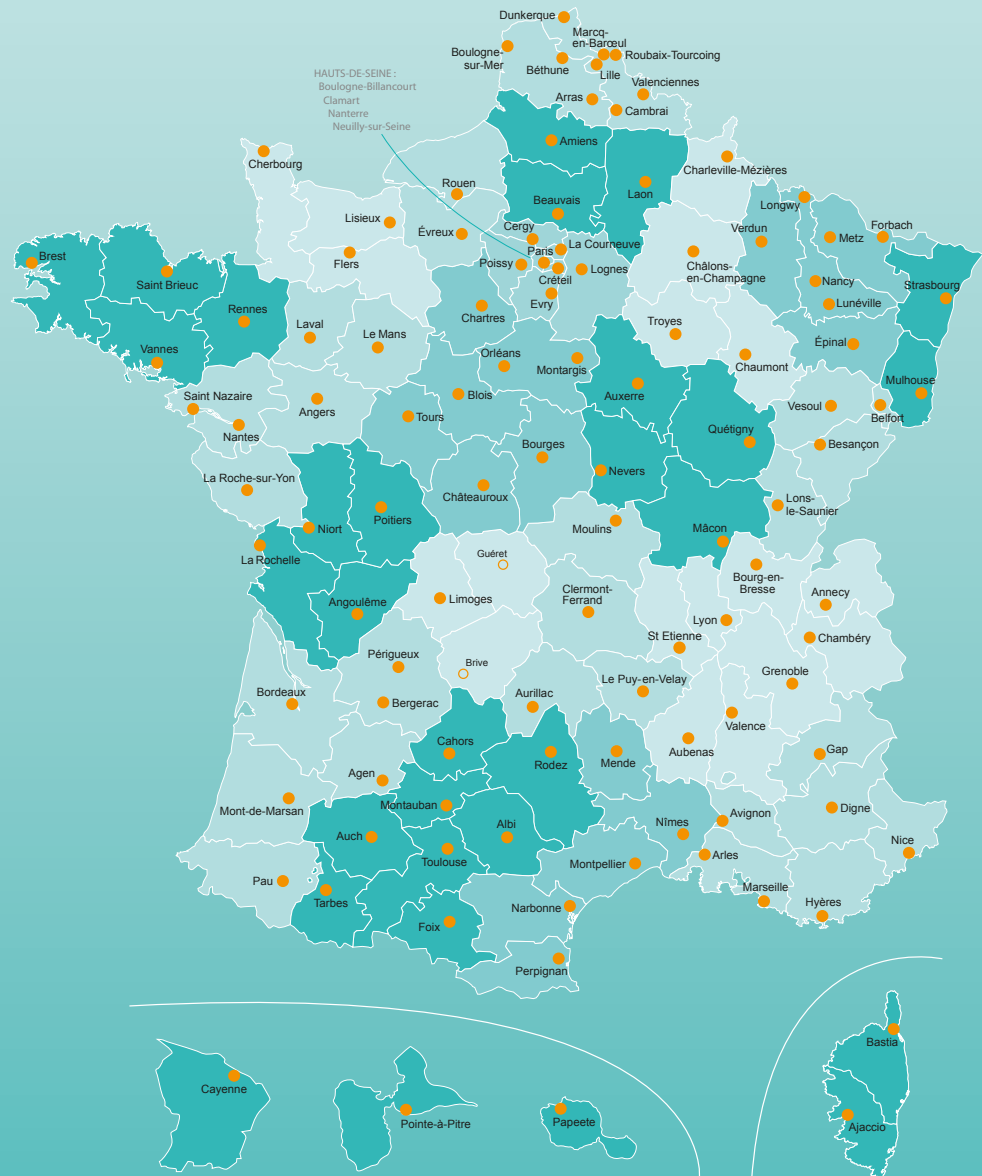 Dunkerque
Marcq-
en-Barœul
Boulogne-
sur-Mer
Béthune
Roubaix-Tourcoing
Lille
Valenciennes
HAUTS-DE-SEINE :
Boulogne-Billancourt
Clamart
Nanterre
Neuilly-sur-Seine
Arras
Cambrai
Amiens
Cherbourg
Charleville-Mézières
Rouen
Laon
Longwy
Beauvais
Lisieux
Évreux
Cergy
Verdun
Forbach
Metz
Paris
La Courneuve
Brest
Flers
Poissy
Lognes
Châlons-
en-Champagne
Créteil
Saint Brieuc
Nancy
Strasbourg
Evry
Rennes
Chartres
Lunéville
Laval
Le Mans
Troyes
Épinal
Vannes
Orléans
Montargis
Chaumont
Mulhouse
Auxerre
Saint Nazaire
Angers
Blois
Vesoul
Belfort
Tours
Nantes
Quétigny
Besançon
Bourges
La Roche-sur-Yon
Nevers
Châteauroux
Lons-
le-Saunier
Poitiers
Niort
Moulins
Mâcon
La Rochelle
Guéret
Bourg-en-
Bresse
Angoulême
Limoges
Clermont-
Ferrand
Annecy
Lyon
St Etienne
Chambéry
Périgueux
Brive
Le Puy-en-Velay
Grenoble
Bordeaux
Bergerac
Aurillac
Valence
Cahors
Rodez
Mende
Aubenas
Gap
Agen
Mont-de-Marsan
Montauban
Digne
Avignon
Auch
Albi
Nîmes
Nice
Toulouse
Montpellier
Arles
Pau
Tarbes
Marseille
Hyères
Foix
Narbonne
Perpignan
Bastia
Cayenne
Pointe-à-Pitre
Papeete
Ajaccio